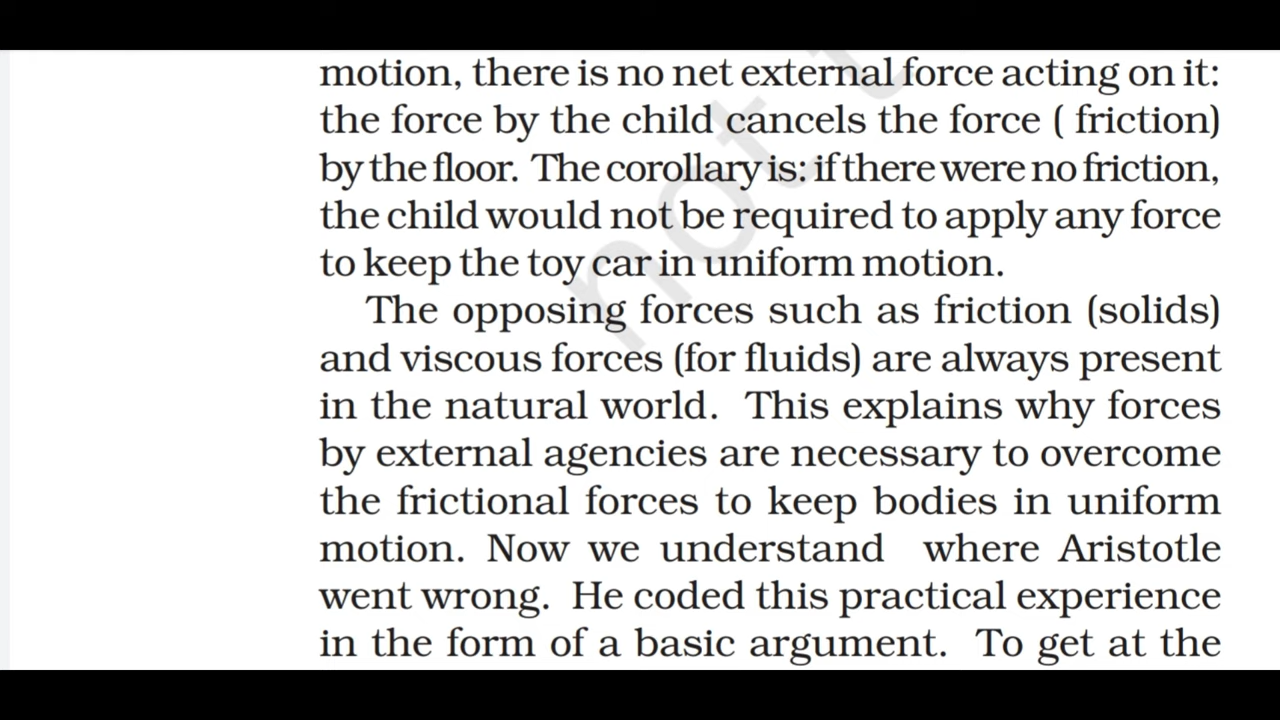 motion, there is no net external force acting on it:
the force by the child cancels the force ( friction)
by the floor. The corollary is: if there were no friction,
the child would not be required to apply any force
to keep the toy car in uniform motion.
The opposing forces such as friction (solids)
and viscous forces (for fluids) are always present
in the natural world. This explains why forces
by external agencies are necessary to overcome
the frictional forces to keep bodies in uniform
motion. Now we understand where Aristotle
went wrong. He coded this practical experience
in the form of a basic argument. To get at the
not t